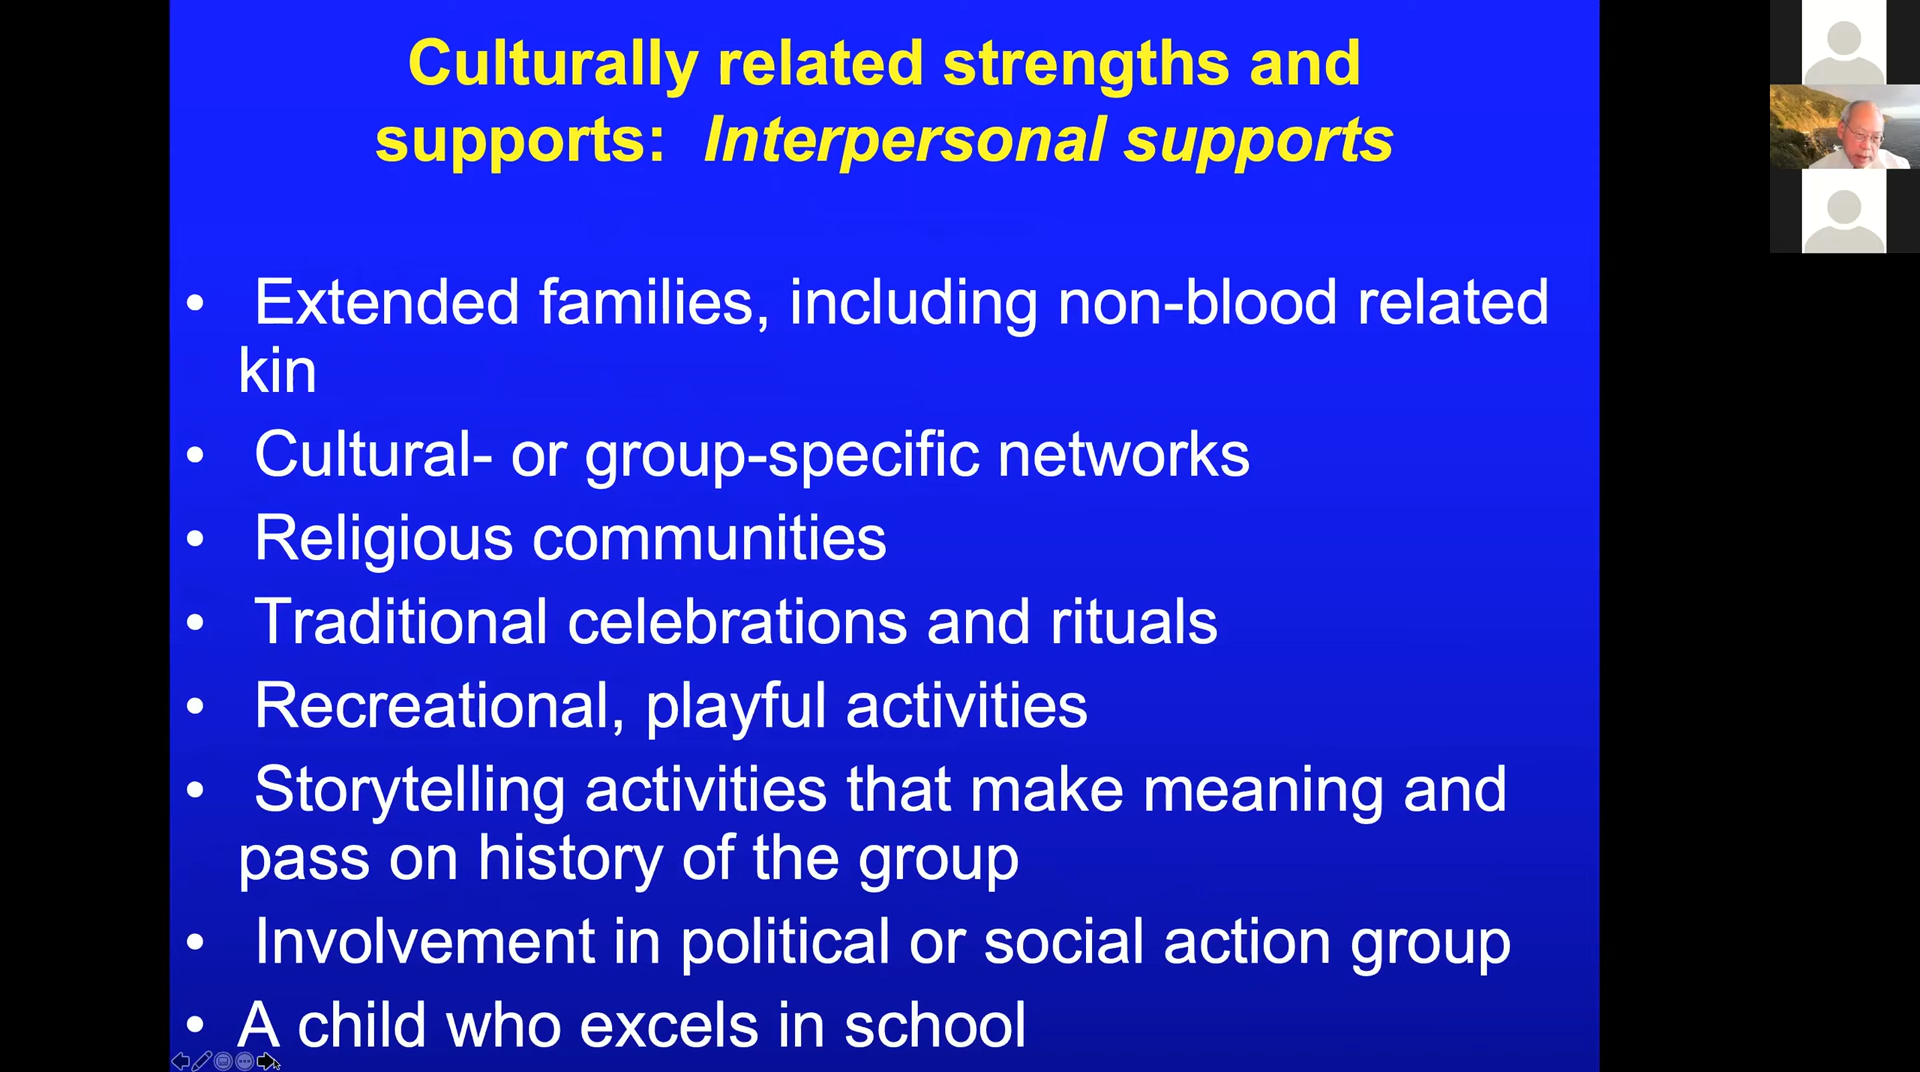 Culturally related strengths and
supports: Interpersonal supports
• Extended families, including non-blood related
kin
• Cultural- or group-specific networks
• Religious communities
• Traditional celebrations and rituals
• Recreational, playful activities
• Storytelling activities that make meaning and
pass on history of the group
• Involvement in political or social action group
• A child who excels in school